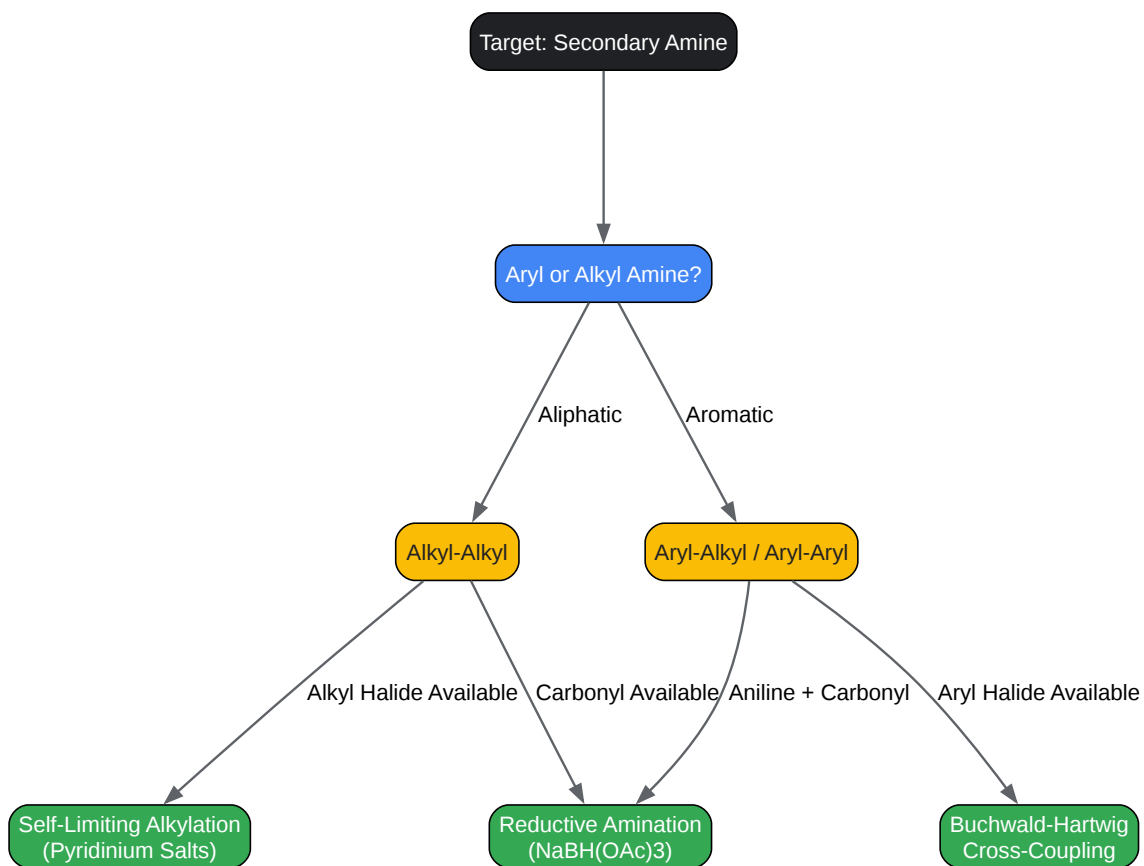 Target: Secondary Amine
Aryl or Alkyl Amine?
Aliphatic
Aromatic
Alkyl-Alkyl
Aryl-Alkyl / Aryl-Aryl
Alkyl Halide Available
Carbonyl Available
Aniline + Carbonyl
Aryl Halide Available
Self-Limiting Alkylation
(Pyridinium Salts)
Reductive Amination
(NaBH(OAc)3)
Buchwald-Hartwig
Cross-Coupling